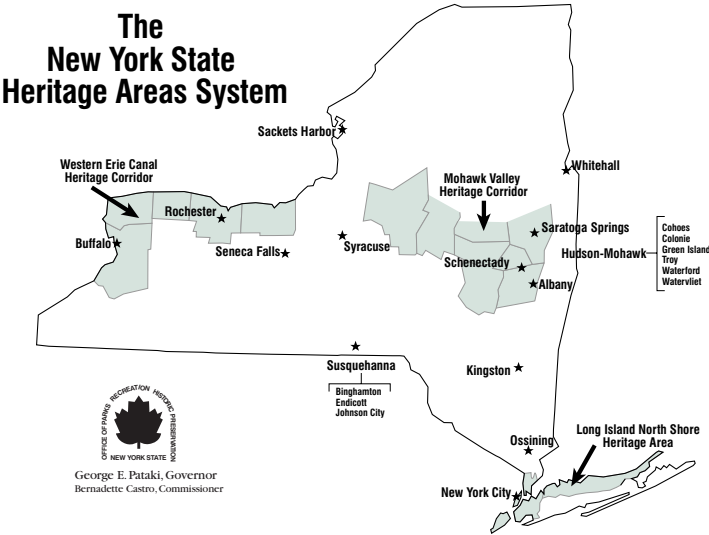 The
New York State
Heritage Areas System
Sackets Harbor
Whitehall
Western Erie Canal
Heritage Corridor
Mohawk Valley
Heritage Corridor
Rochester
Saratoga Springs
Buffalo
Seneca Falls
Syracuse
Hudson-Mohawk
Cohoes
Colonie
Green Island
Troy
Waterford
Watervliet
Schenectady
Albany
Susquehanna
Binghamton
Endicott
Johnson City
Kingston
OFFICE OF PARKS RECREATION HISTORIC PRESERVATION
NEW YORK STATE
George E. Pataki, Governor
Bernadette Castro, Commissioner
Ossining
Long Island North Shore
Heritage Area
New York City